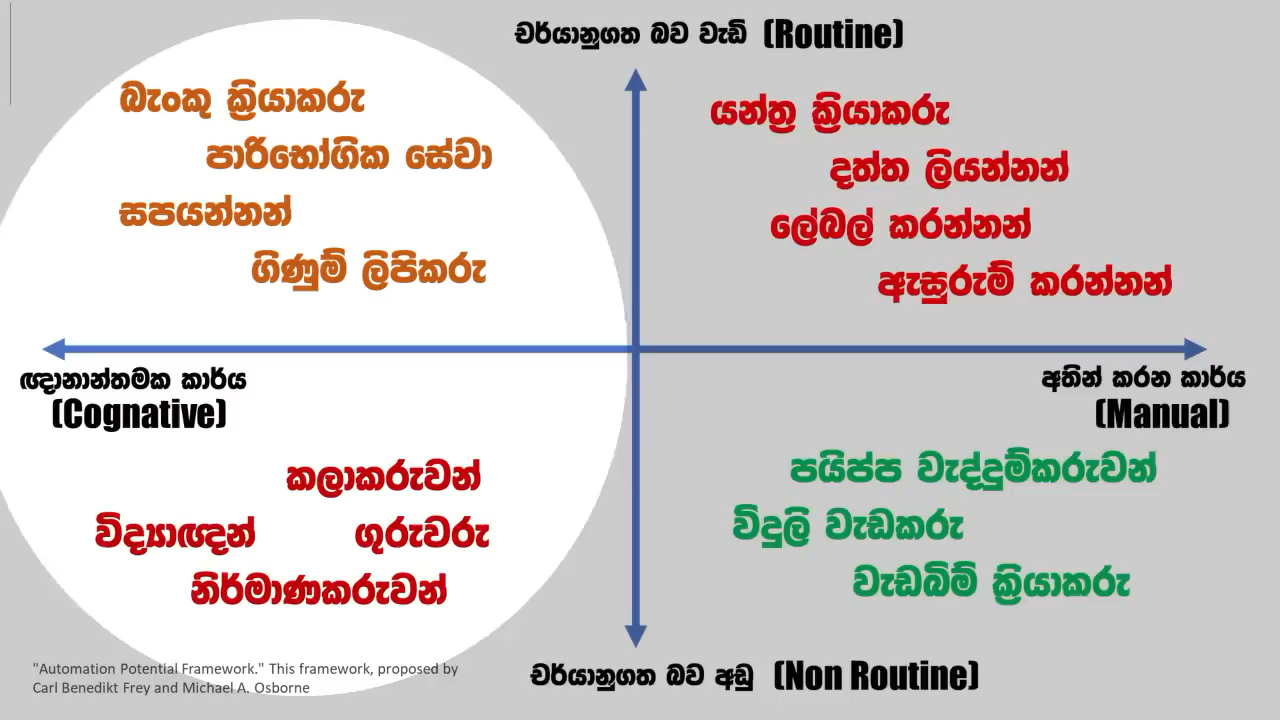 චර්යානුගත බව වැඩි (Routine)
බැංකු ක්‍රියාකරු
පාරිභෝගික සේවා
සපයන්නන්
ගිණුම් ලිපිකරු
යන්ත්‍ර ක්‍රියාකරු
දත්ත ලියන්නන්
ලේබල් කරන්නන්
ඇසුරුම් කරන්නන්
ඥානාන්තමක කාර්ය
(Cognative)
අතින් කරන කාර්ය
(Manual)
කලාකරුවන්
විද්‍යාඥන් ගුරුවරු
නිර්මාණකරුවන්
පයිප්ප වැද්දුම්කරුවන්
විදුලි වැඩකරු
වැඩබිම් ක්‍රියාකරු
"Automation Potential Framework." This framework, proposed by
Carl Benedikt Frey and Michael A. Osborne
චර්යානුගත බව අඩු (Non Routine)